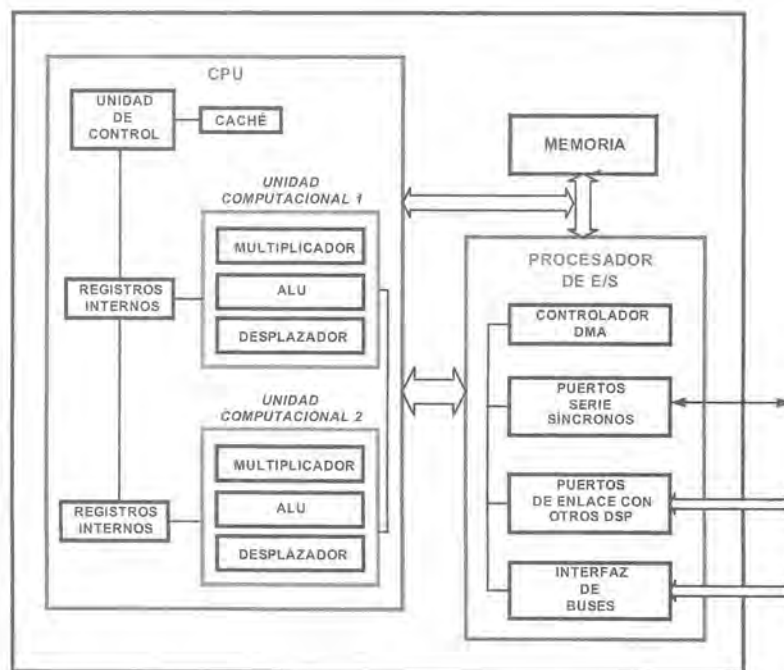 CPU
UNIDAD
DE
CONTROL
CACHÉ
UNIDAD
COMPUTACIONAL 1
MULTIPLICADOR
ALU
DESPLAZADOR
REGISTROS
INTERNOS
UNIDAD
COMPUTACIONAL 2
MULTIPLICADOR
ALU
DESPLAZADOR
REGISTROS
INTERNOS
MEMORIA
PROCESADOR
DE E/S
CONTROLADOR
DMA
PUERTOS
SERIE
SÍNCRONOS
PUERTOS
DE ENLACE CON
OTROS DSP
INTERFAZ
DE
BUSES